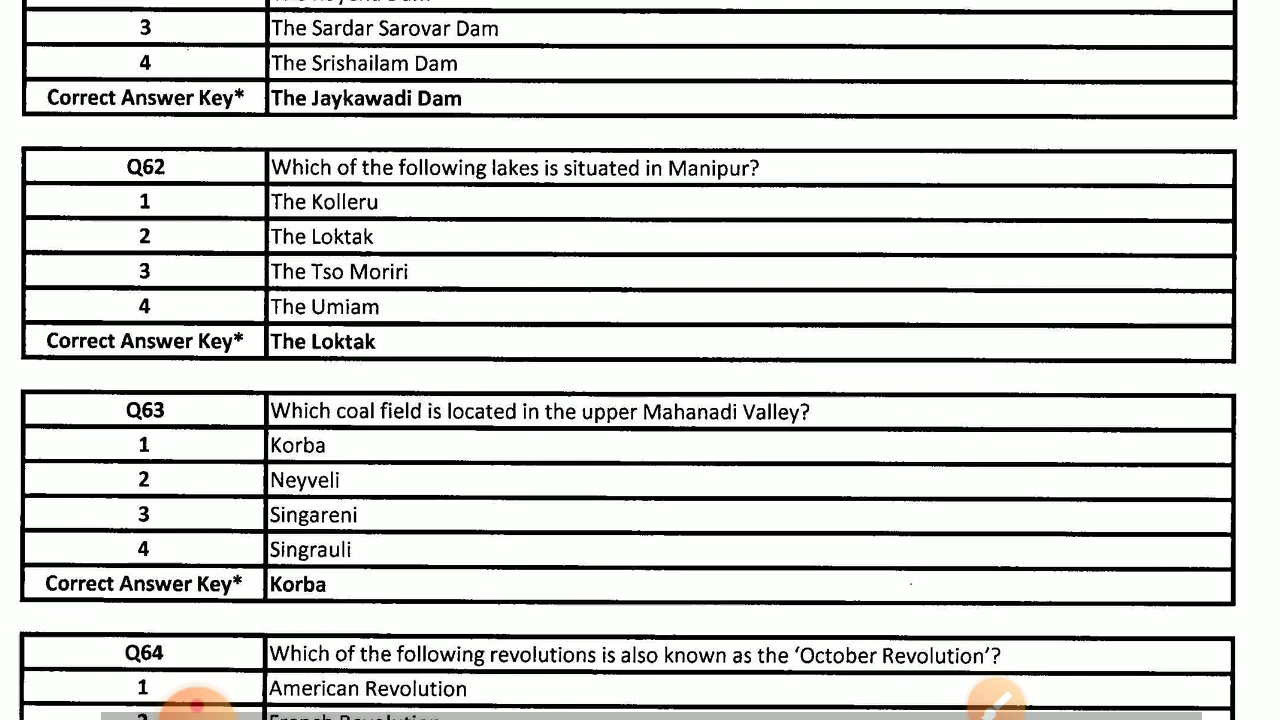 3 The Sardar Sarovar Dam
4 The Srishailam Dam
Correct Answer Key* The Jaykawadi Dam
Q62 Which of the following lakes is situated in Manipur?
1 The Kolleru
2 The Loktak
3 The Tso Moriri
4 The Umiam
Correct Answer Key* The Loktak
Q63 Which coal field is located in the upper Mahanadi Valley?
1 Korba
2 Neyveli
3 Singareni
4 Singrauli
Correct Answer Key* Korba
Q64 Which of the following revolutions is also known as the ‘October Revolution’?
1 American Revolution